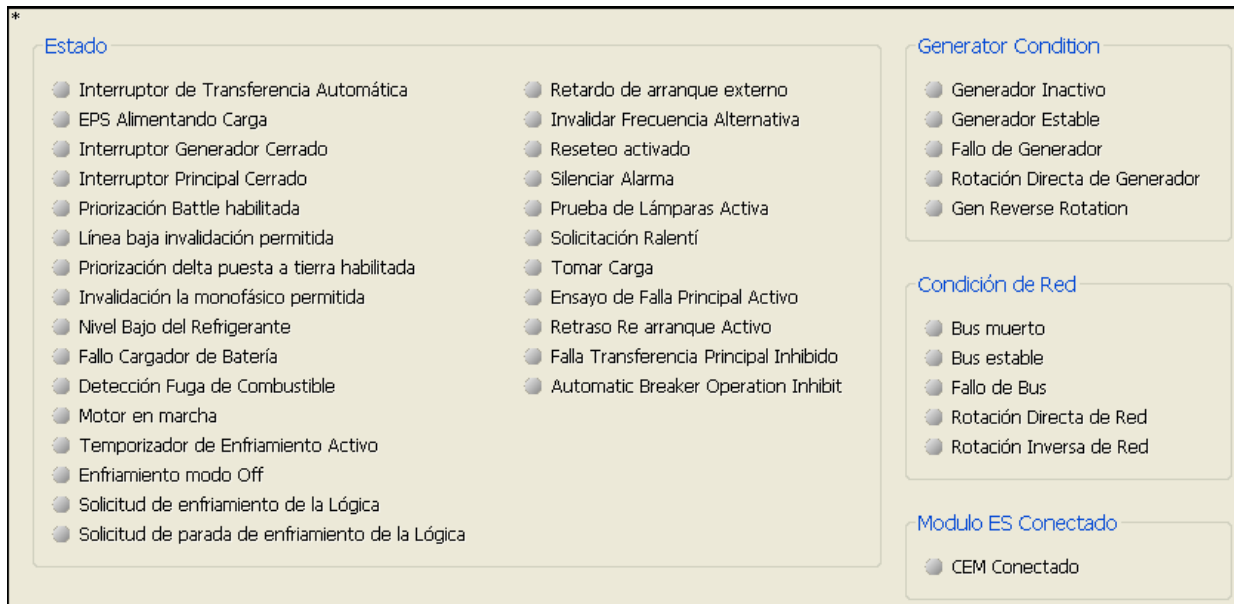 *
Estado
Interruptor de Transferencia Automática
EPS Alimentando Carga
Interruptor Generador Cerrado
Interruptor Principal Cerrado
Priorización Battle habilitada
Línea baja invalidación permitida
Priorización delta puesta a tierra habilitada
Invalidación la monofásico permitida
Nivel Bajo del Refrigerante
Fallo Cargador de Batería
Detección Fuga de Combustible
Motor en marcha
Temporizador de Enfriamiento Activo
Enfriamiento modo Off
Solicitud de enfriamiento de la Lógica
Solicitud de parada de enfriamiento de la Lógica
Retardo de arranque externo
Invalidar Frecuencia Alternativa
Reseteo activado
Silenciar Alarma
Prueba de Lámparas Activa
Solicitación Ralentí
Tomar Carga
Ensayo de Falla Principal Activo
Retraso Re arranque Activo
Falla Transferencia Principal Inhibido
Automatic Breaker Operation Inhibit
Generator Condition
Generador Inactivo
Generador Estable
Fallo de Generador
Rotación Directa de Generador
Gen Reverse Rotation
Condición de Red
Bus muerto
Bus estable
Fallo de Bus
Rotación Directa de Red
Rotación Inversa de Red
Modulo ES Conectado
CEM Conectado